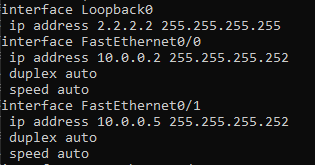 interface Loopback0
 ip address 2.2.2.2 255.255.255.255
interface FastEthernet0/0
 ip address 10.0.0.2 255.255.255.252
 duplex auto
 speed auto
interface FastEthernet0/1
 ip address 10.0.0.5 255.255.255.252
 duplex auto
 speed auto